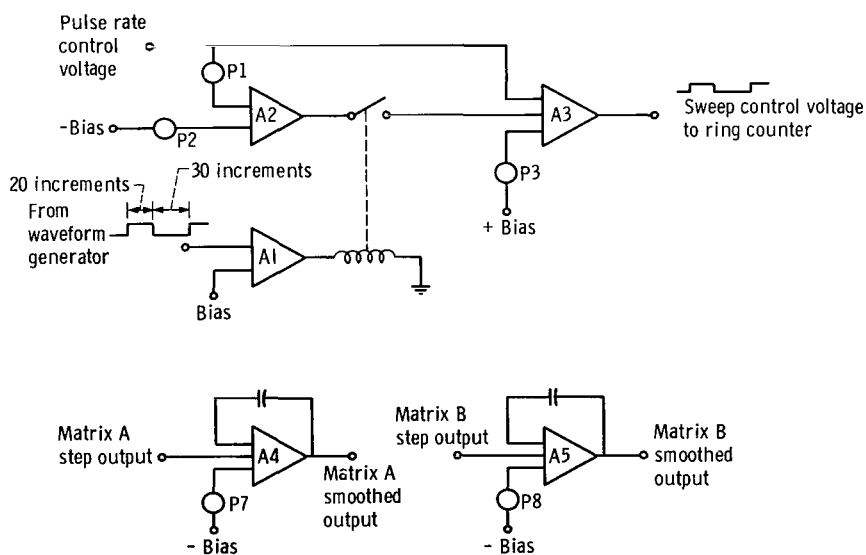 Pulse rate
control
voltage
P1
A2
-Bias
P2
A3
Sweep control voltage
to ring counter
P3
+ Bias
20 increments
30 increments
From
waveform
generator
A1
Bias
Matrix A
step output
A4
P7
- Bias
Matrix A
smoothed
output
Matrix B
step output
A5
P8
- Bias
Matrix B
smoothed
output